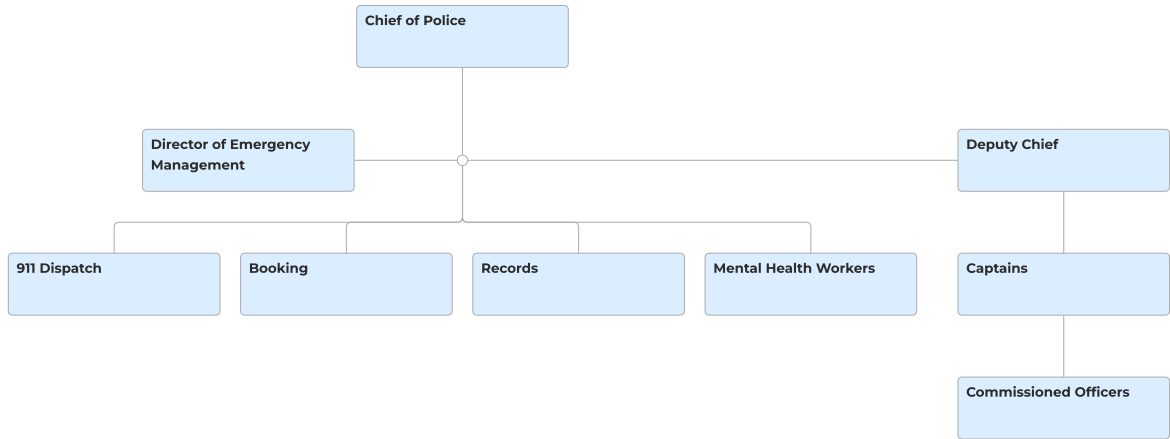 Chief of Police
Director of Emergency
Management
Deputy Chief
911 Dispatch
Booking
Records
Mental Health Workers
Captains
Commissioned Officers